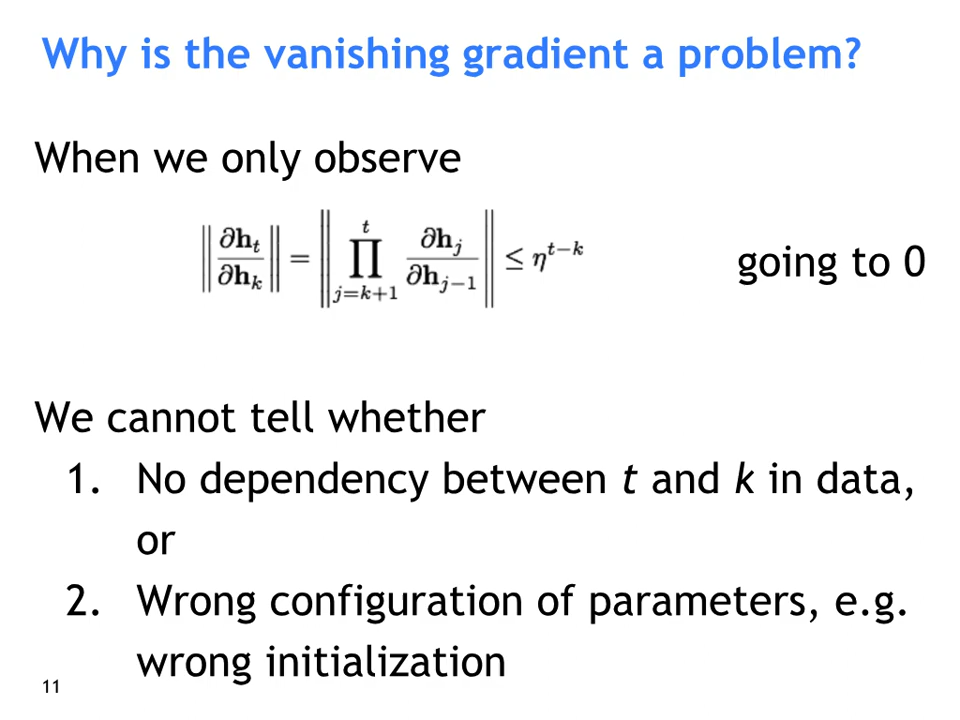 Why is the vanishing gradient a problem?
When we only observe
‖∂h_t/∂h_k‖ = ‖∏_{j=k+1}^{t} ∂h_j/∂h_{j−1}‖ ≤ η^{t−k} going to 0
We cannot tell whether
1. No dependency between t and k in data,
or
2. Wrong configuration of parameters, e.g.
wrong initialization
11